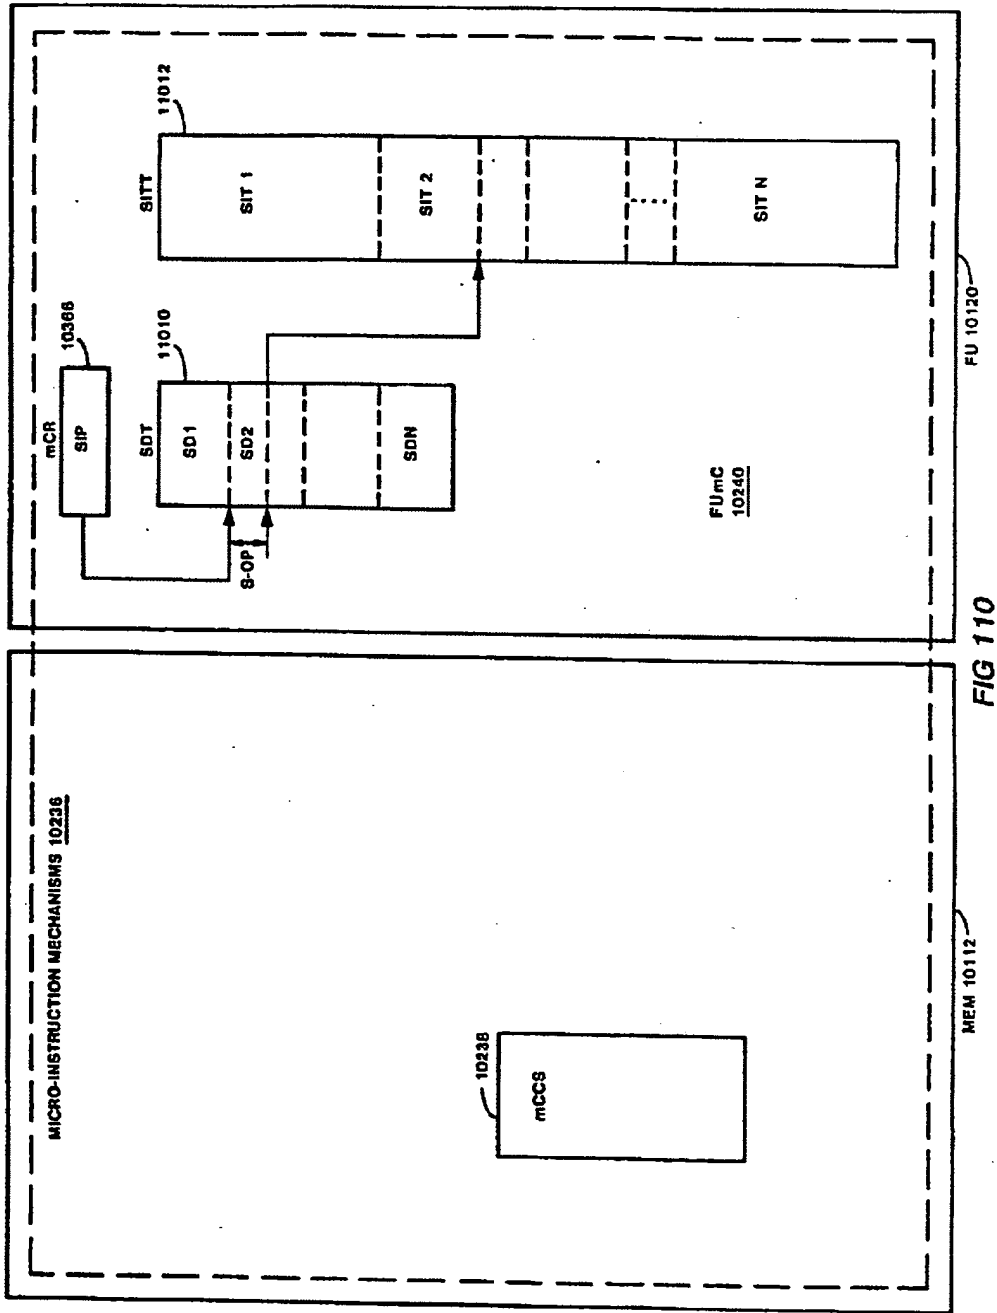 MICRO-INSTRUCTION MECHANISMS 10236
10238
mCCS
MEM 10112
mCR
10366
SIP
SDT
11010
SD1
SD2
SDN
S-OP
SITT
11012
SIT 1
SIT 2
SIT N
FUmC
10240
FU 10120
FIG 110